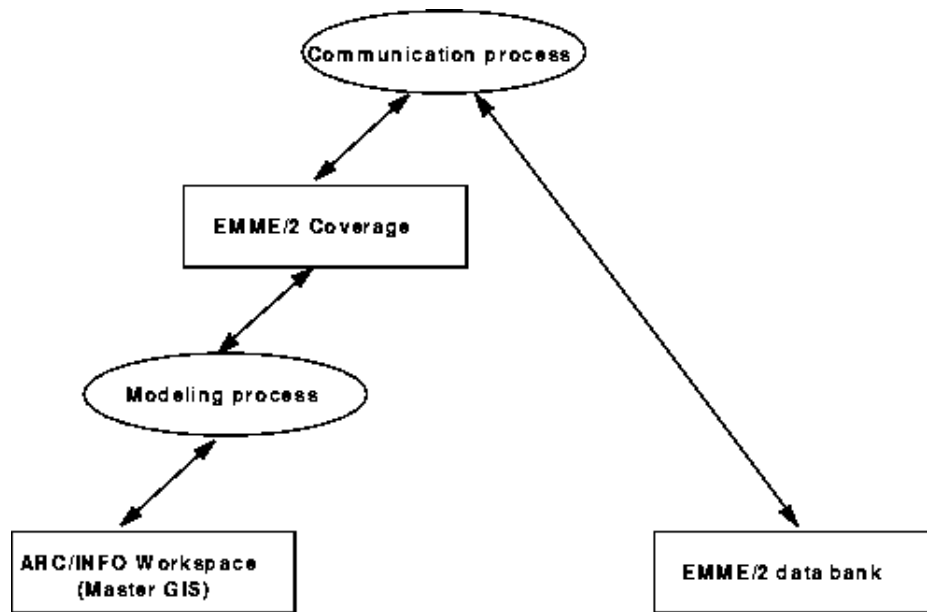 Communication process
EMME/2 Coverage
Modeling process
ARC/INFO Workspace
(Master GIS)
EMME/2 data bank